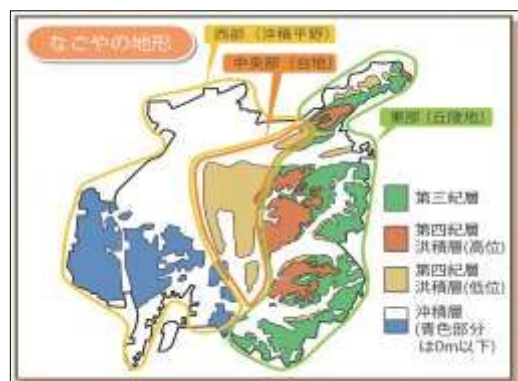 なごやの地形
西部（沖積平野）
中央部（台地）
東部（丘陵地）
第三紀層
第四紀層
洪積層(高位)
第四紀層
洪積層(低位)
沖積層
(青色部分
は0m以下)